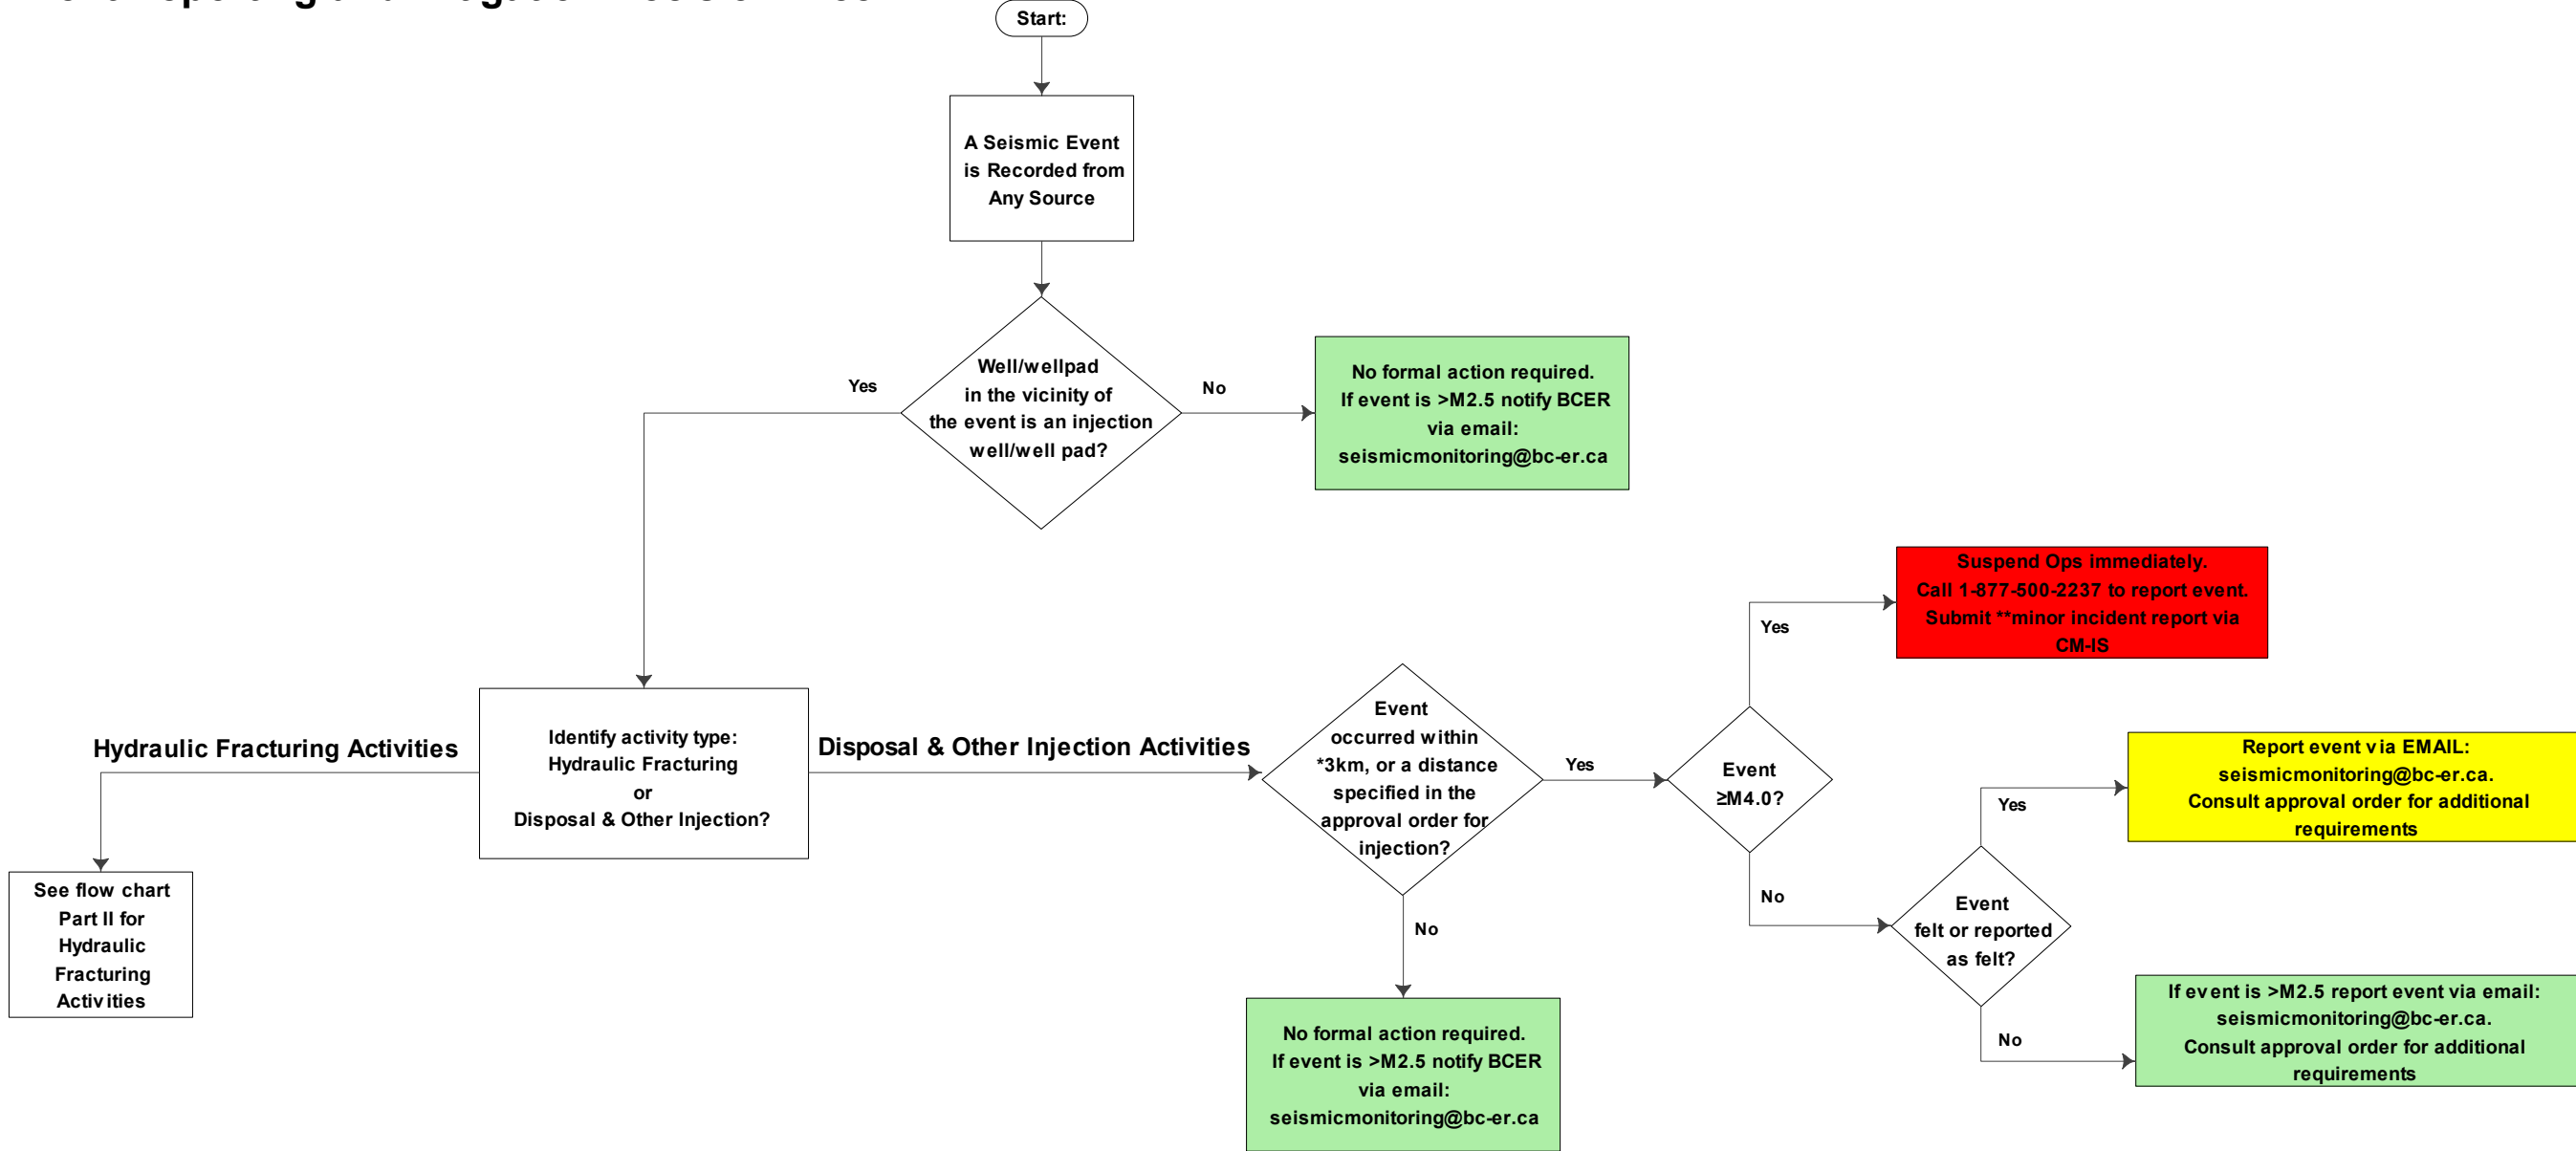 Start:
A Seismic Event
is Recorded from
Any Source
Well/wellpad
in the vicinity of
the event is an injection
well/well pad?
Yes
No
No formal action required.
If event is >M2.5 notify BCER
via email:
seismicmonitoring@bc-er.ca
Identify activity type:
Hydraulic Fracturing
or
Disposal & Other Injection?
Hydraulic Fracturing Activities
See flow chart
Part II for
Hydraulic
Fracturing
Activities
Disposal & Other Injection Activities
Event
occurred within
*3km, or a distance
specified in the
approval order for
injection?
No
No formal action required.
If event is >M2.5 notify BCER
via email:
seismicmonitoring@bc-er.ca
Yes
Event
≥M4.0?
Yes
Suspend Ops immediately.
Call 1-877-500-2237 to report event.
Submit **minor incident report via
CM-IS
No
Event
felt or reported
as felt?
Yes
Report event via EMAIL:
seismicmonitoring@bc-er.ca.
Consult approval order for additional
requirements
No
If event is >M2.5 report event via email:
seismicmonitoring@bc-er.ca.
Consult approval order for additional
requirements